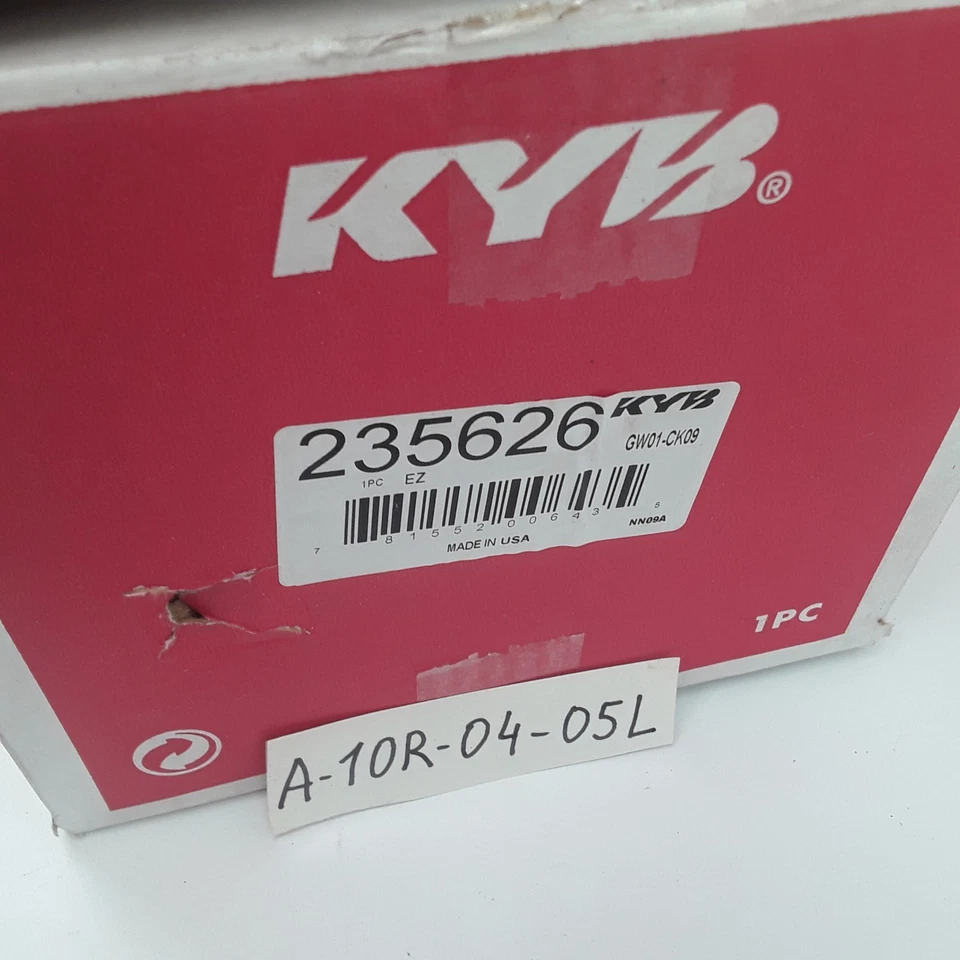 KYB®
235626 KYB
GW01-CK09
1PC EZ
7 81552 00643 5
NN09A
MADE IN USA
1PC
A-10R-04-05L